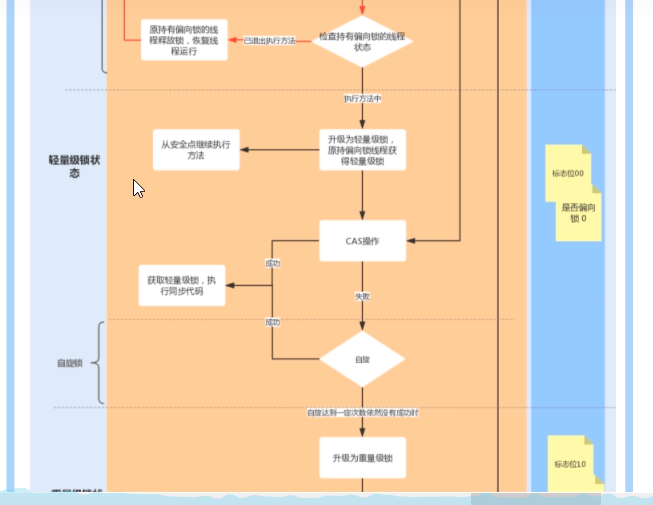 原持有偏向锁的线
程释放锁，恢复线
程运行
已退出执行方法
检查持有偏向锁的线程
状态
执行方法中
轻量级锁状
态
从安全点继续执行
方法
升级为轻量级锁，
原持偏向锁线程获
得轻量级锁
标志位00
是否偏向
锁 0
CAS操作
成功
获取轻量级锁，执
行同步代码
失败
成功
自旋锁
自旋
自旋达到一定次数依然没有成功时
升级为重量级锁
标志位10